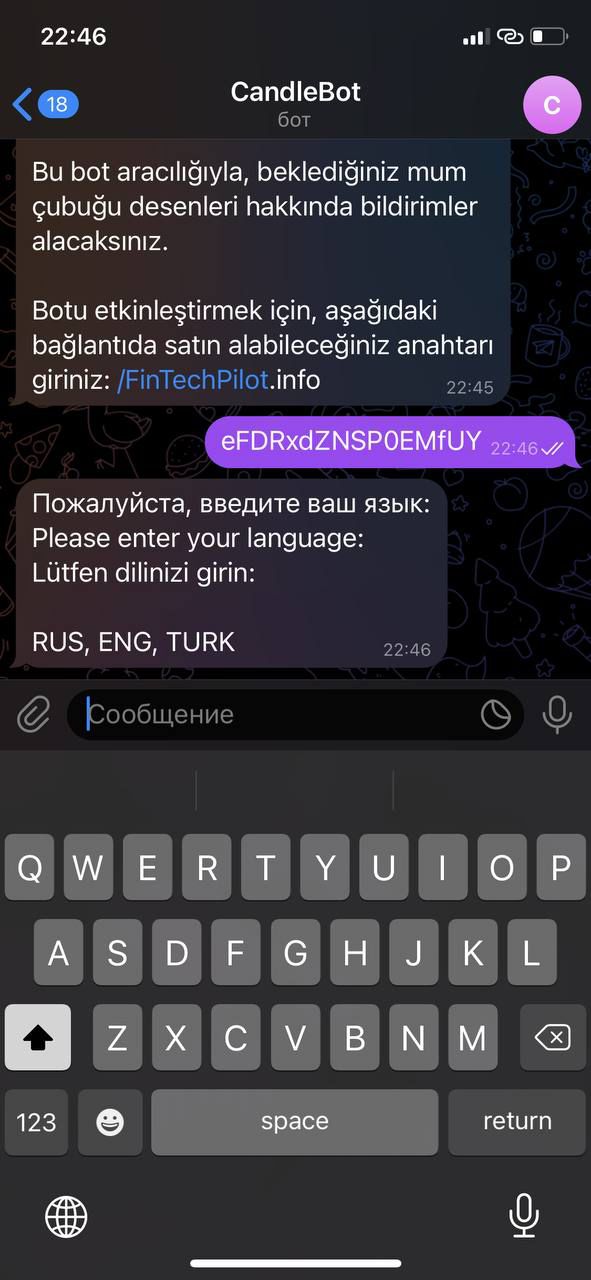 22:46
18
CandleBot
C
бот
Bu bot aracılığıyla, beklediğiniz mum
çubuğu desenleri hakkında bildirimler
alacaksınız.
Botu etkinleştirmek için, aşağıdaki
bağlantıda satın alabileceğiniz anahtarı
giriniz: /FinTechPilot.info
22:45
eFDRxdZNSP0EMfUY 22:46
Пожалуйста, введите ваш язык:
Please enter your language:
Lütfen dilinizi girin:
RUS, ENG, TURK
22:46
Сообщение
Q W E R T Y U I O P
A S D F G H J K L
Z X C V B N M
123 space return